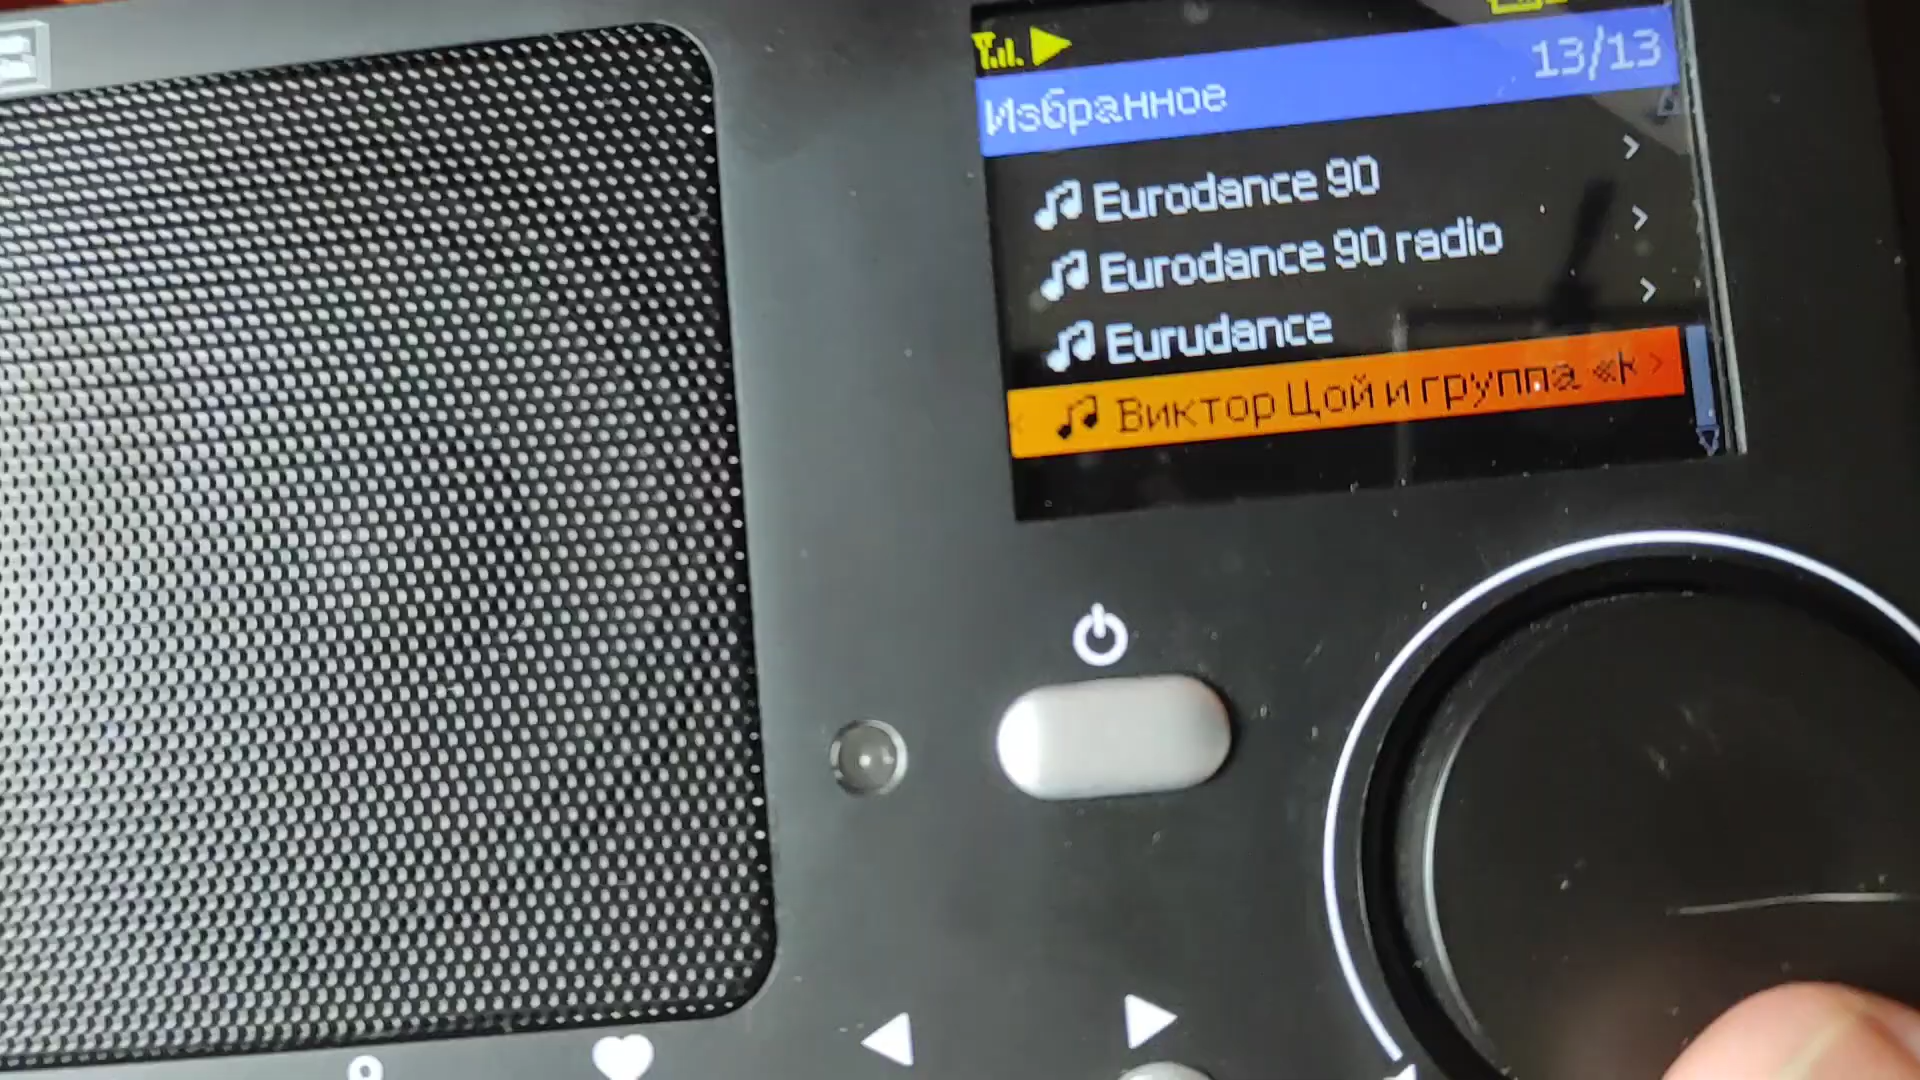 Избранное 13/13
Eurodance 90
Eurodance 90 radio
Eurudance
Виктор Цой и группа «К